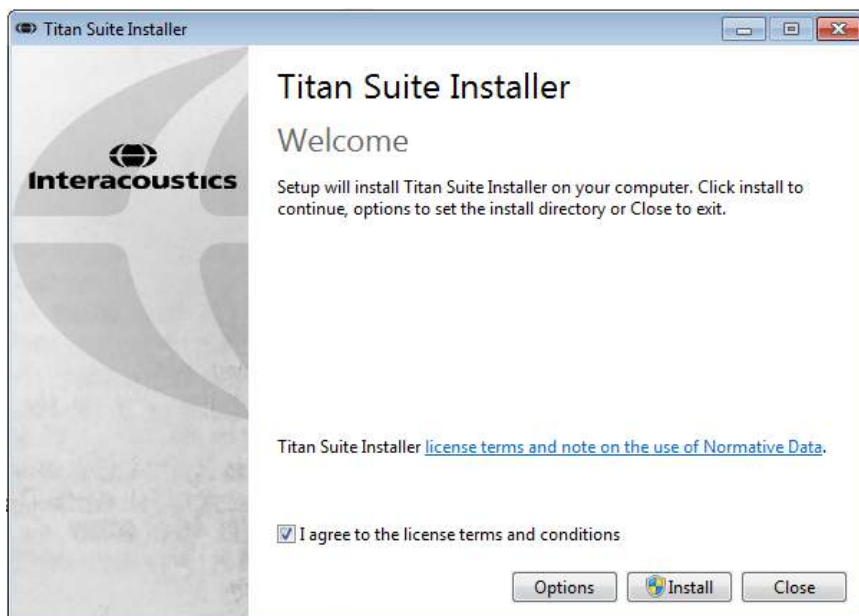 Titan Suite Installer
Titan Suite Installer
Welcome
Interacoustics
Setup will install Titan Suite Installer on your computer. Click install to
continue, options to set the install directory or Close to exit.
Titan Suite Installer license terms and note on the use of Normative Data.
I agree to the license terms and conditions
Options
Install
Close